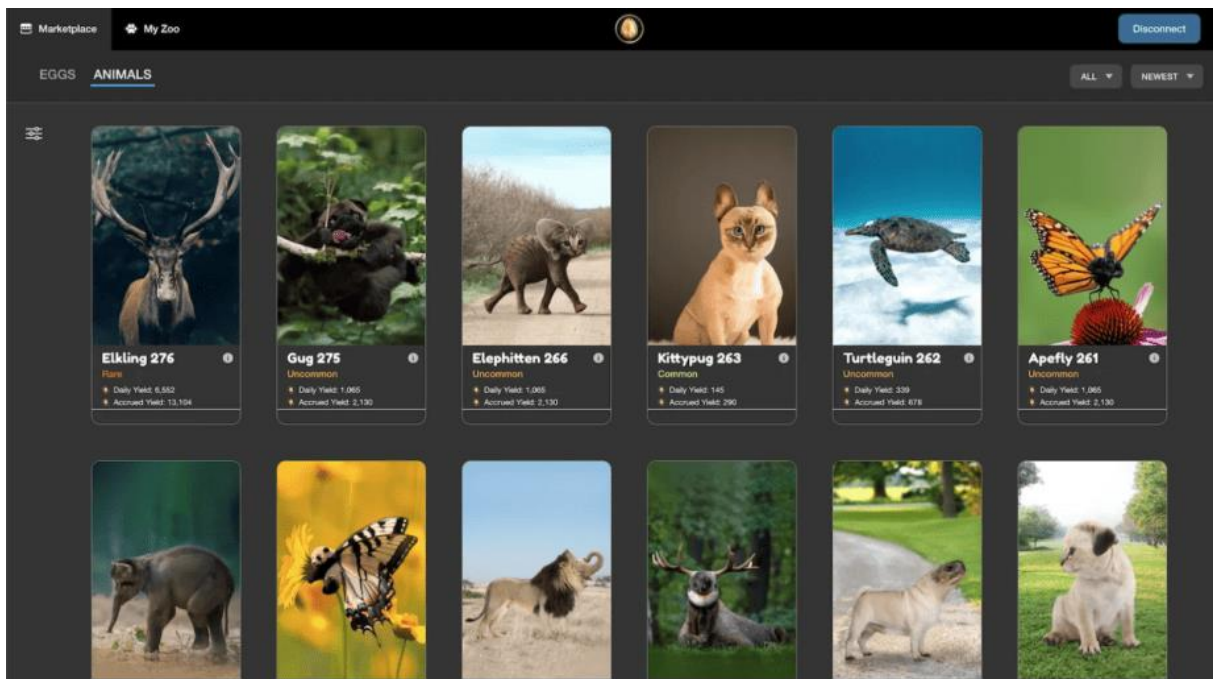 Marketplace
My Zoo
Disconnect
EGGS
ANIMALS
ALL
NEWEST
Elkling 276
Rare
Daily Yield: 6,552
Accrued Yield: 13,104
Gug 275
Uncommon
Daily Yield: 1,065
Accrued Yield: 2,130
Elephitten 266
Uncommon
Daily Yield: 1,065
Accrued Yield: 2,130
Kittypug 263
Common
Daily Yield: 145
Accrued Yield: 290
Turtleguin 262
Uncommon
Daily Yield: 339
Accrued Yield: 678
Apefly 261
Uncommon
Daily Yield: 1,065
Accrued Yield: 2,130